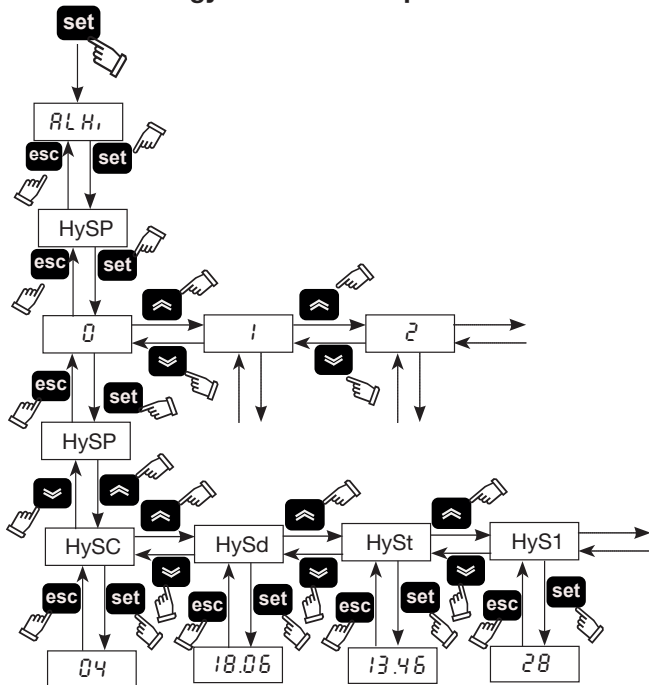 set
ALHi
esc set
HySP
esc set
0 1 2
esc set
HySP
HySC HySd HySt HyS1
esc set esc set esc set esc set
04 18.06 13.46 28